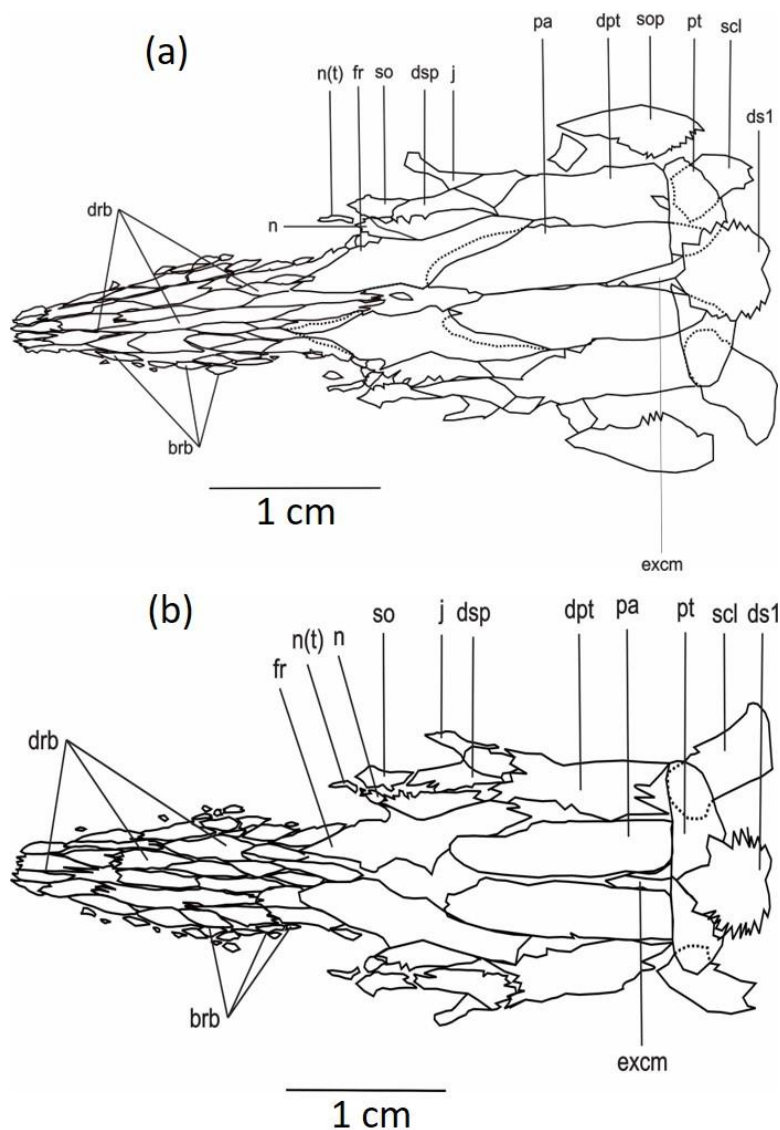 (a)
n(t) fr so dsp j pa dpt sop pt scl
ds1
drb
n
brb
1 cm
excm
(b)
fr n(t) n so j dsp dpt pa pt scl ds1
drb
brb
excm
1 cm